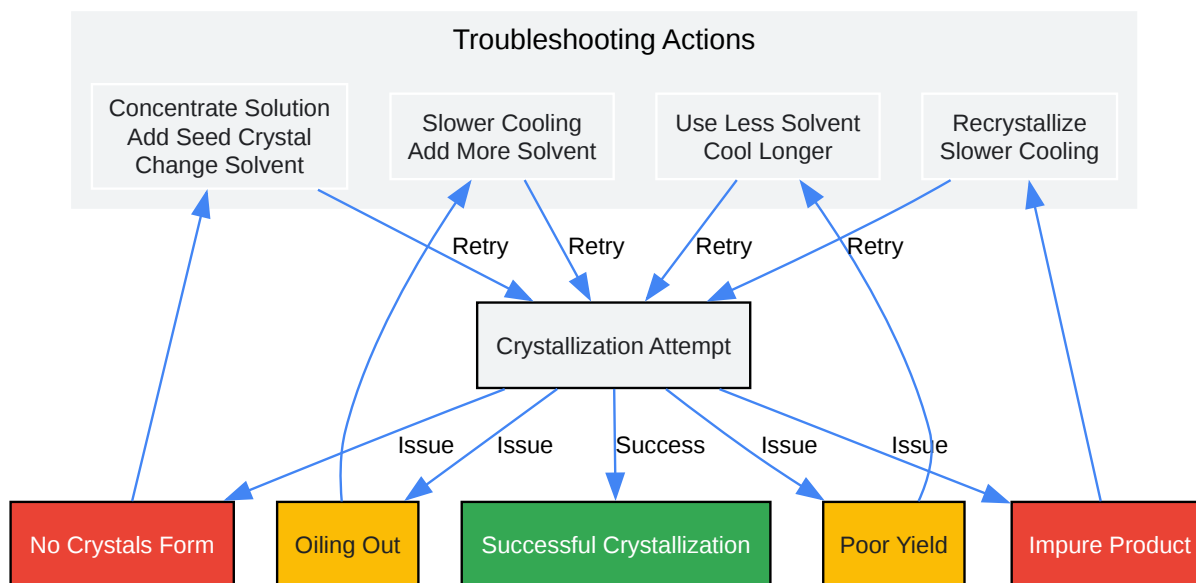 Troubleshooting Actions
Concentrate Solution
Add Seed Crystal
Change Solvent
Slower Cooling
Add More Solvent
Use Less Solvent
Cool Longer
Recrystallize
Slower Cooling
Retry
Retry
Retry
Retry
Crystallization Attempt
Issue
Issue
Success
Issue
Issue
No Crystals Form
Oiling Out
Successful Crystallization
Poor Yield
Impure Product